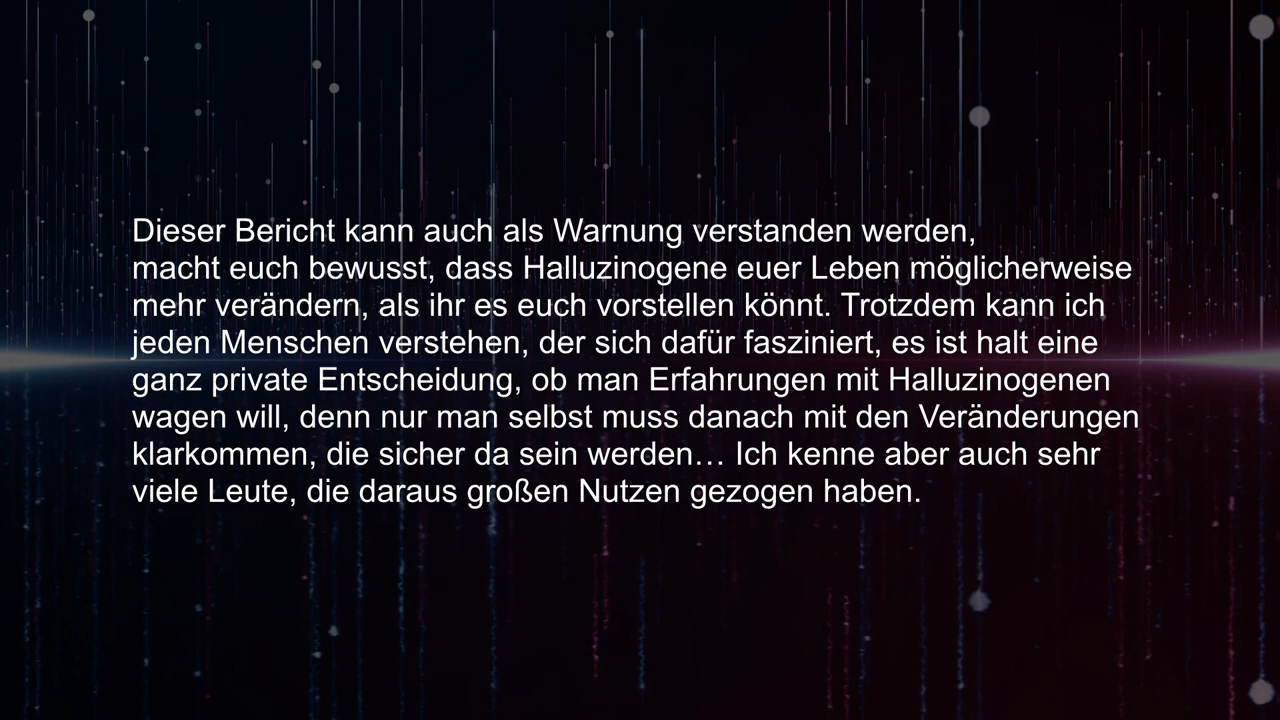 Dieser Bericht kann auch als Warnung verstanden werden,
macht euch bewusst, dass Halluzinogene euer Leben möglicherweise
mehr verändern, als ihr es euch vorstellen könnt. Trotzdem kann ich
jeden Menschen verstehen, der sich dafür fasziniert, es ist halt eine
ganz private Entscheidung, ob man Erfahrungen mit Halluzinogenen
wagen will, denn nur man selbst muss danach mit den Veränderungen
klarkommen, die sicher da sein werden… Ich kenne aber auch sehr
viele Leute, die daraus großen Nutzen gezogen haben.